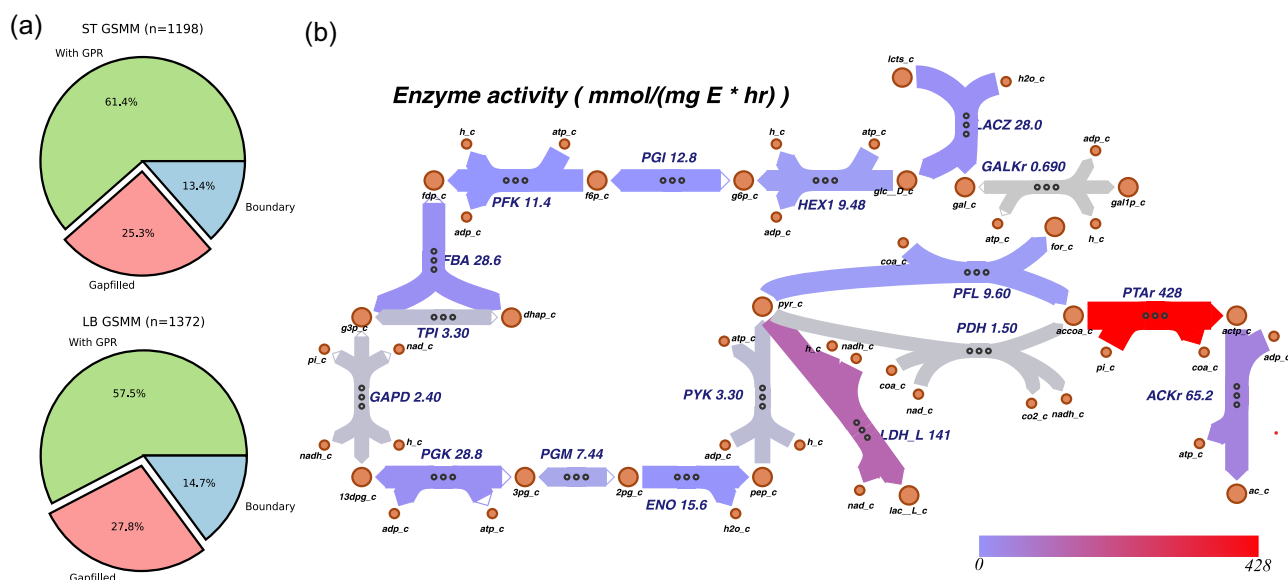 (a)
ST GSMM (n=1198)
With GPR
61.4%
13.4%
Boundary
25.3%
Gapfilled
LB GSMM (n=1372)
With GPR
57.5%
14.7%
Boundary
27.8%
Gapfilled
(b)
Enzyme activity ( mmol/(mg E * hr) )
lcts_c
h2o_c
LACZ 28.0
h_c
atp_c
PGI 12.8
h_c
atp_c
adp_c
GALKr 0.690
fdp_c
PFK 11.4
f6p_c
g6p_c
HEX1 9.48
glc__D_c
gal_c
gal1p_c
adp_c
adp_c
atp_c
h_c
for_c
FBA 28.6
coa_c
PFL 9.60
pyr_c
PTAr 428
g3p_c
TPI 3.30
dhap_c
PDH 1.50
accoa_c
actp_c
pi_c
nad_c
atp_c
h_c
nadh_c
pi_c
coa_c
adp_c
coa_c
nad_c
co2_c
nadh_c
GAPD 2.40
PYK 3.30
ACKr 65.2
LDH_L 141
nadh_c
h_c
adp_c
h_c
atp_c
PGK 28.8
PGM 7.44
13dpg_c
3pg_c
2pg_c
ENO 15.6
pep_c
nad_c
lac__L_c
ac_c
adp_c
atp_c
h2o_c
0
428